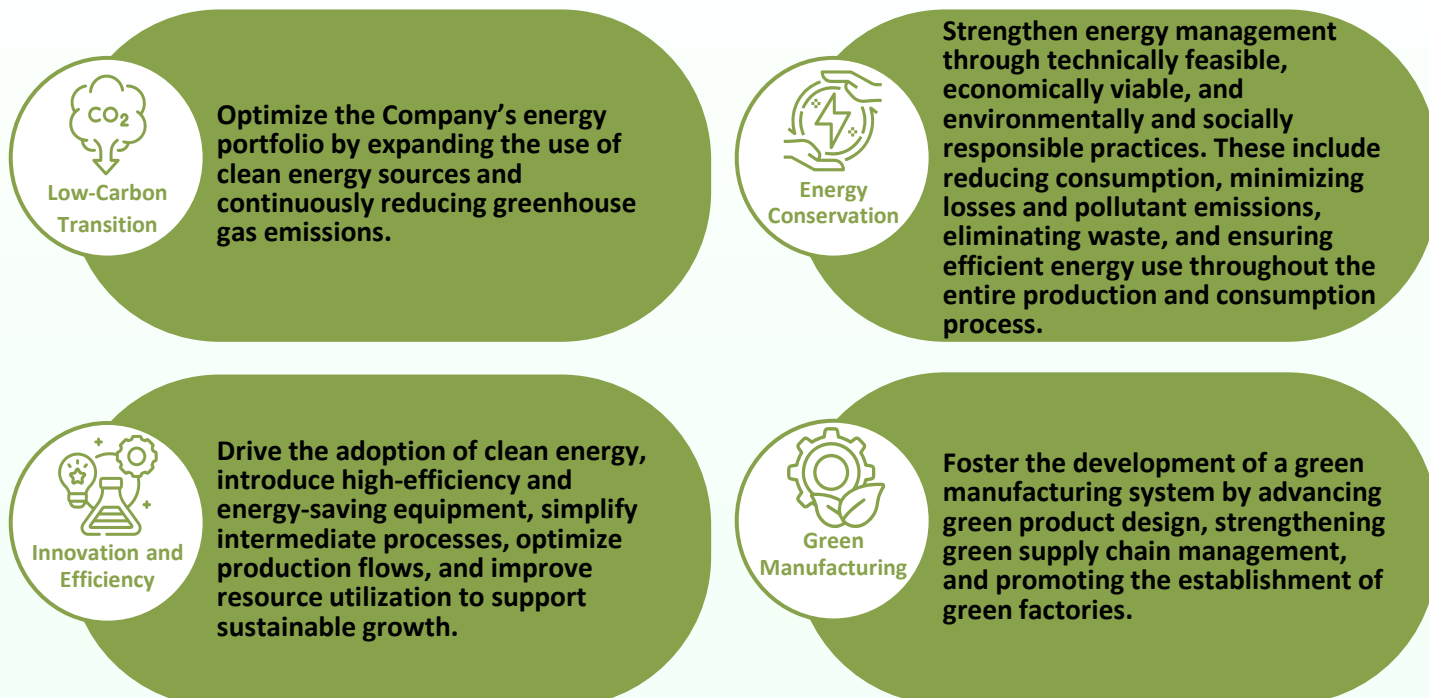 CO2
Low-Carbon
Transition
Optimize the Company’s energy
portfolio by expanding the use of
clean energy sources and
continuously reducing greenhouse
gas emissions.
Energy
Conservation
Strengthen energy management
through technically feasible,
economically viable, and
environmentally and socially
responsible practices. These include
reducing consumption, minimizing
losses and pollutant emissions,
eliminating waste, and ensuring
efficient energy use throughout the
entire production and consumption
process.
Innovation and
Efficiency
Drive the adoption of clean energy,
introduce high-efficiency and
energy-saving equipment, simplify
intermediate processes, optimize
production flows, and improve
resource utilization to support
sustainable growth.
Green
Manufacturing
Foster the development of a green
manufacturing system by advancing
green product design, strengthening
green supply chain management,
and promoting the establishment of
green factories.